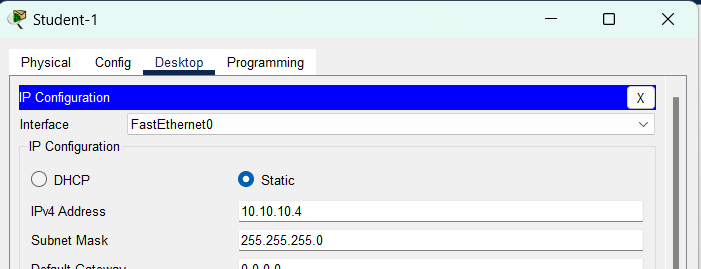 Student-1
Physical Config Desktop Programming
IP Configuration X
Interface FastEthernet0
IP Configuration
DHCP Static
IPv4 Address 10.10.10.4
Subnet Mask 255.255.255.0
Default Gateway 0.0.0.0